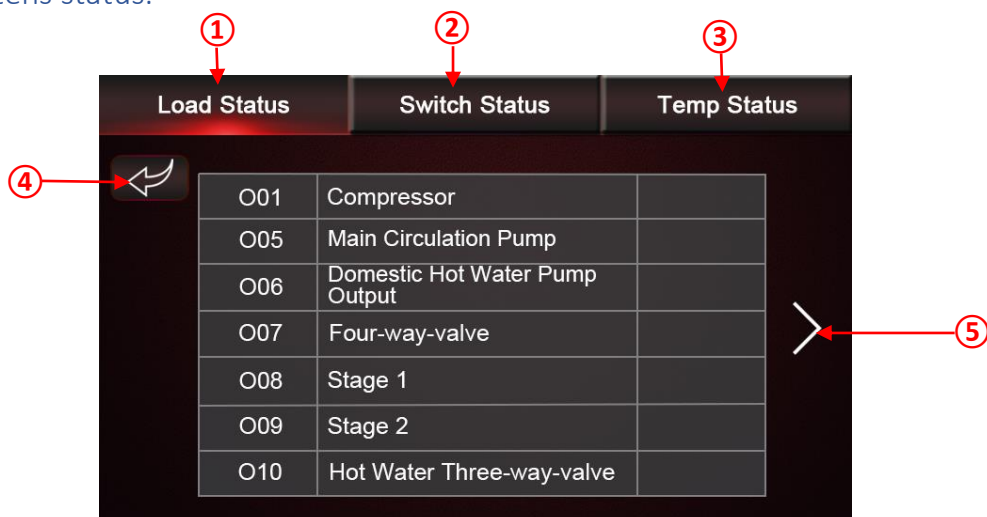 status.
① ② ③
Load Status Switch Status Temp Status
④
O01 Compressor
O05 Main Circulation Pump
O06 Domestic Hot Water Pump
Output
O07 Four-way-valve
⑤
O08 Stage 1
O09 Stage 2
O10 Hot Water Three-way-valve